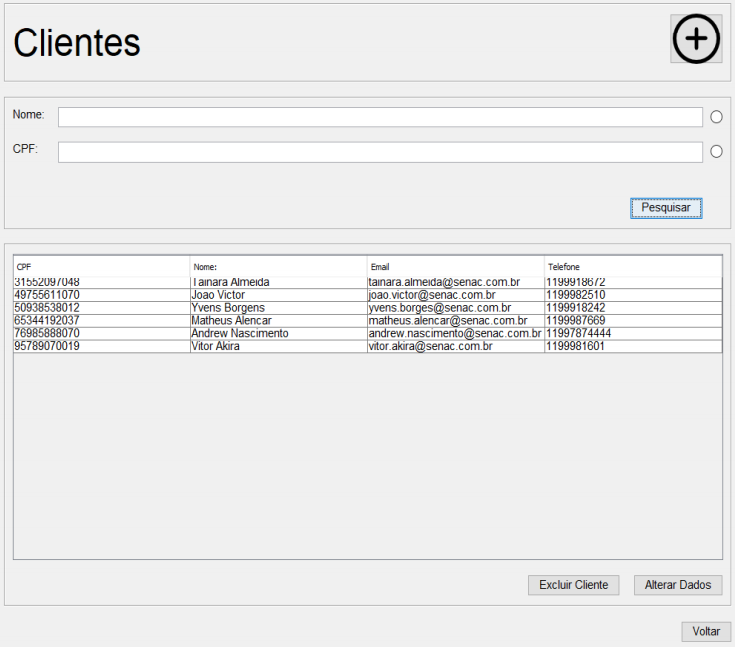 Clientes
Nome:
CPF:
Pesquisar
CPF Nome: Email Telefone
31552097048 Tainara Almeida tainara.almeida@senac.com.br 1199918672
49755611070 Joao Victor joao.victor@senac.com.br 1199982510
50938538012 Yvens Borgens yvens.borges@senac.com.br 1199918242
65344192037 Matheus Alencar matheus.alencar@senac.com.br 1199987669
76985888070 Andrew Nascimento andrew.nascimento@senac.com.br 11997874444
95789070019 Vitor Akira vitor.akira@senac.com.br 1199981601
Excluir Cliente Alterar Dados
Voltar